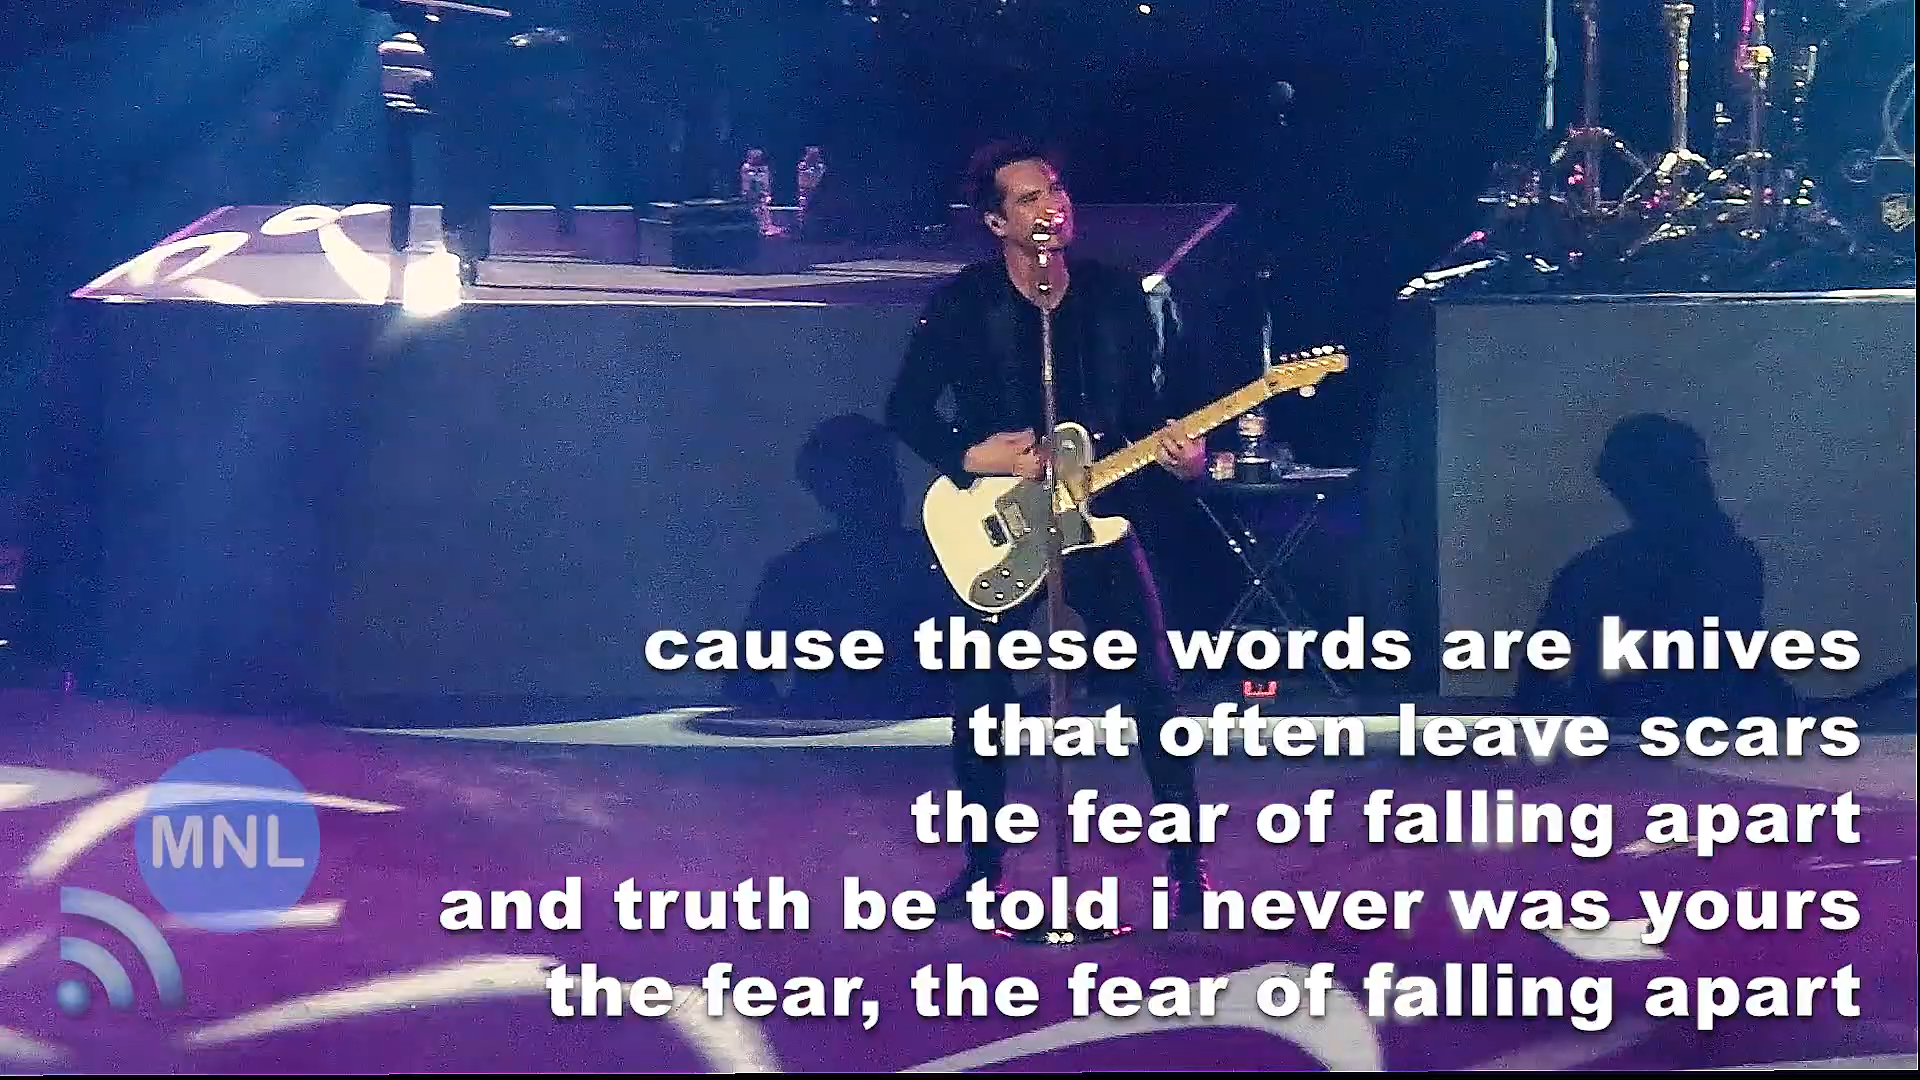 cause these words are knives
that often leave scars
the fear of falling apart
and truth be told i never was yours
the fear, the fear of falling apart
MNL